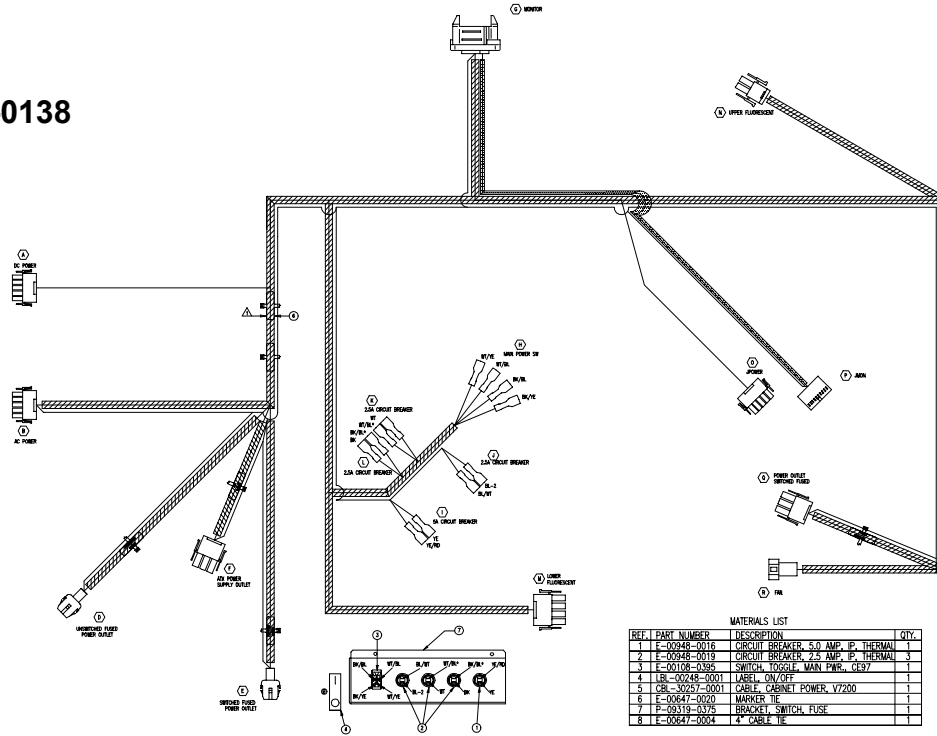 0138
G MONITOR
N UPPER FLUORESCENT
A
DC POWER
1
6
B
AC POWER
H
MAIN POWER SW
WT/YE
WT/BL
BK/BL
BK/YE
K
2.5A CIRCUIT BREAKER
WT
WT/BL*
BK/BL*
BK
L
2.5A CIRCUIT BREAKER
J
2.5A CIRCUIT BREAKER
BL-2
BL/WT
I
5A CIRCUIT BREAKER
YE
YE/RD
O
JPOWER
P JMON
Q POWER OUTLET
SWITCHED FUSED
R FAN
F
ATX POWER
SUPPLY OUTLET
D
UNSWITCHED FUSED
POWER OUTLET
E SWITCHED FUSED
POWER OUTLET
M LOWER
FLUORESCENT
3
7
BK/BL WT/BL BL/WT WT/BL* BK/BL* YE/RD
BK/YE WT/YE BL-2 WT BK YE
4
2
1
MATERIALS LIST
REF. PART NUMBER DESCRIPTION QTY.
1 E-00948-0016 CIRCUIT BREAKER, 5.0 AMP, IP, THERMAL 1
2 E-00948-0019 CIRCUIT BREAKER, 2.5 AMP, IP, THERMAL 3
3 E-00108-0395 SWITCH, TOGGLE, MAIN PWR., CE97 1
4 LBL-00248-0001 LABEL, ON/OFF 1
5 CBL-30257-0001 CABLE, CABINET POWER, V7200 1
6 E-00647-0020 MARKER TIE 1
7 P-09319-0375 BRACKET, SWITCH, FUSE 1
8 E-00647-0004 4" CABLE TIE 1